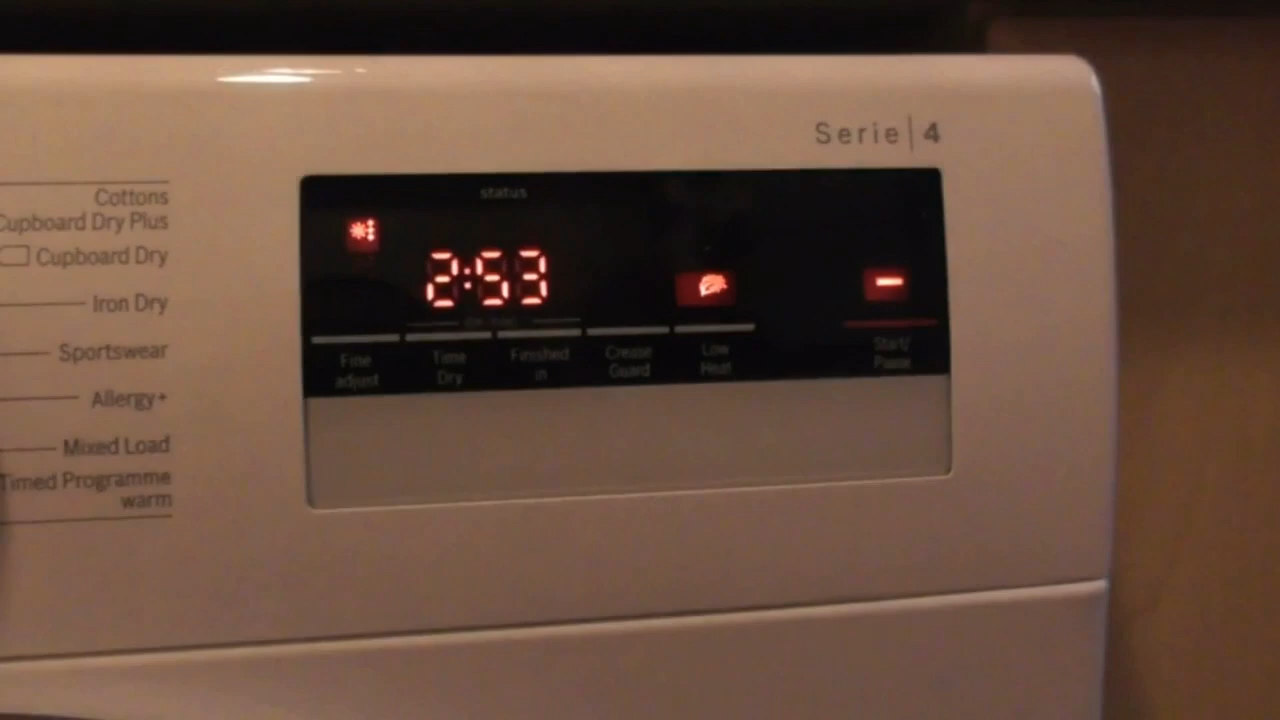 Serie | 4
status
2:53
Fine adjust
Time Dry
Finished in
Crease Guard
Low Heat
Start/ Pause
Cottons
Cupboard Dry Plus
Cupboard Dry
Iron Dry
Sportswear
Allergy+
Mixed Load
Timed Programme
warm